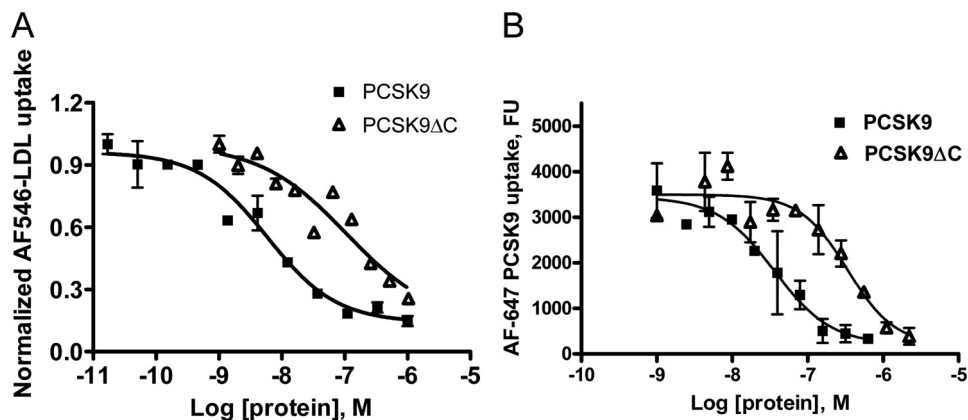 A
Normalized AF546-LDL uptake
1.2
0.9
0.6
0.3
0.0
-11 -10 -9 -8 -7 -6 -5
Log [protein], M
PCSK9
PCSK9ΔC
B
AF-647 PCSK9 uptake, FU
5000
4000
3000
2000
1000
0
-10 -9 -8 -7 -6 -5
Log [protein], M
PCSK9
PCSK9ΔC